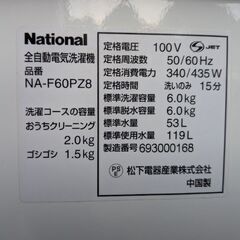 National
全自動電気洗濯機
品番
NA-F60PZ8
洗濯コースの容量
おうちクリーニング
2.0kg
ゴシゴシ 1.5kg
定格電圧 100V
定格周波数 50/60Hz
定格消費電力 340/435W
定格時間 洗いのみ 15分
標準洗濯容量 6.0kg
標準脱水容量 6.0kg
標準水量 53L
標準使用水量 119L
製造番号 693000168
松下電器産業株式会社
中国製
S JET
PS E